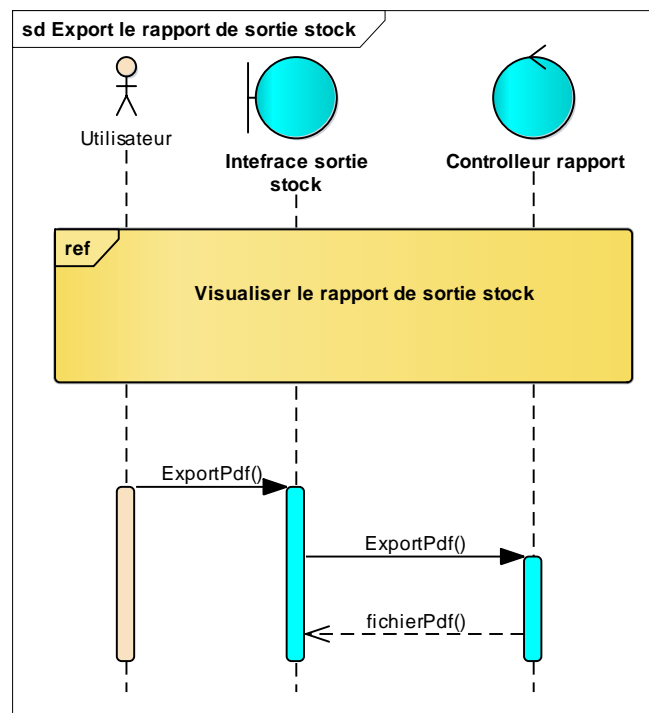 sd Export le rapport de sortie stock
Utilisateur
Intefrace sortie
stock
Controlleur rapport
ref
Visualiser le rapport de sortie stock
ExportPdf()
ExportPdf()
fichierPdf()